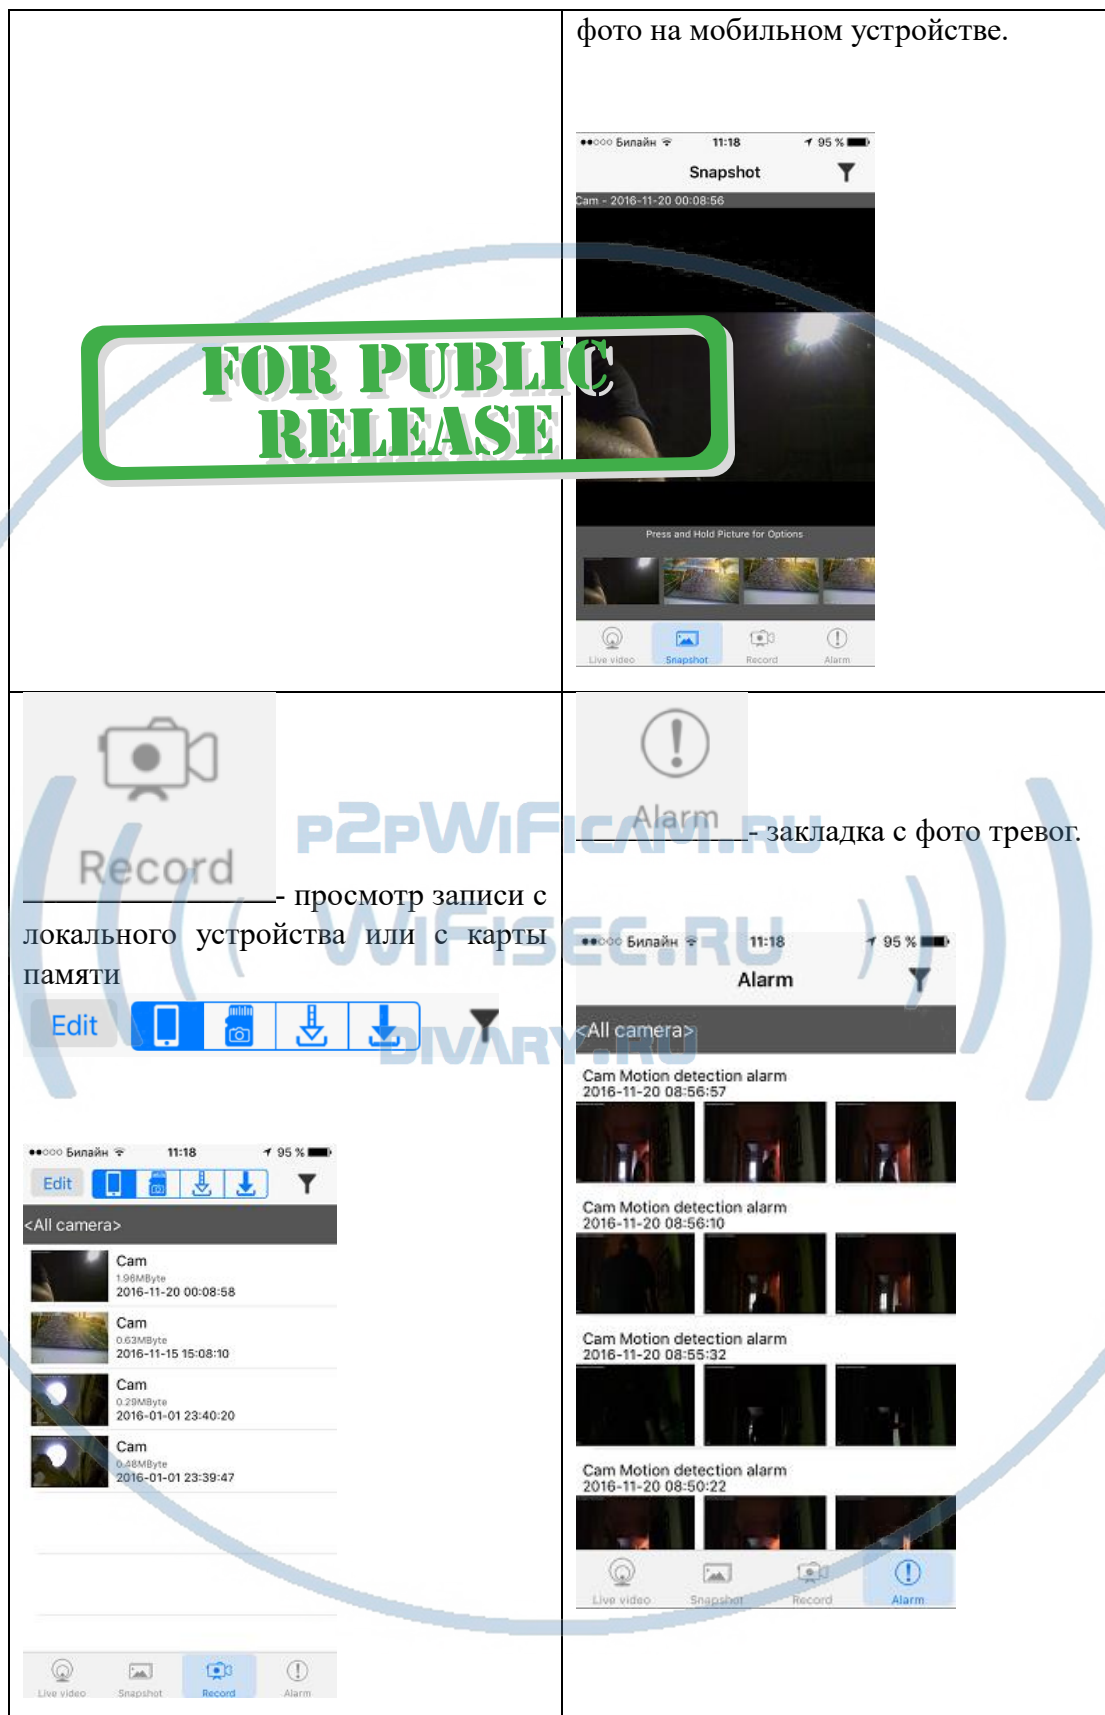 фото на мобильном устройстве.
Билайн 11:18 95 %
Snapshot
Cam - 2016-11-20 00:08:56
FOR PUBLIC
RELEASE
Press and Hold Picture for Options
Live video Snapshot Record Alarm
Record
- просмотр записи с
локального устройства или с карты
памяти
Edit
Билайн 11:18 95 %
Edit
<All camera>
Cam
1.96MByte
2016-11-20 00:08:58
Cam
0.63MByte
2016-11-15 15:08:10
Cam
0.29MByte
2016-01-01 23:40:20
Cam
0.48MByte
2016-01-01 23:39:47
Live video Snapshot Record Alarm
Alarm
- закладка с фото тревог.
Билайн 11:18 95 %
Alarm
<All camera>
Cam Motion detection alarm
2016-11-20 08:56:57
Cam Motion detection alarm
2016-11-20 08:56:10
Cam Motion detection alarm
2016-11-20 08:55:32
Cam Motion detection alarm
2016-11-20 08:50:22
Live video Snapshot Record Alarm
P2PWIFICAM.RU
WIFISEC.RU
DIVARY.RU